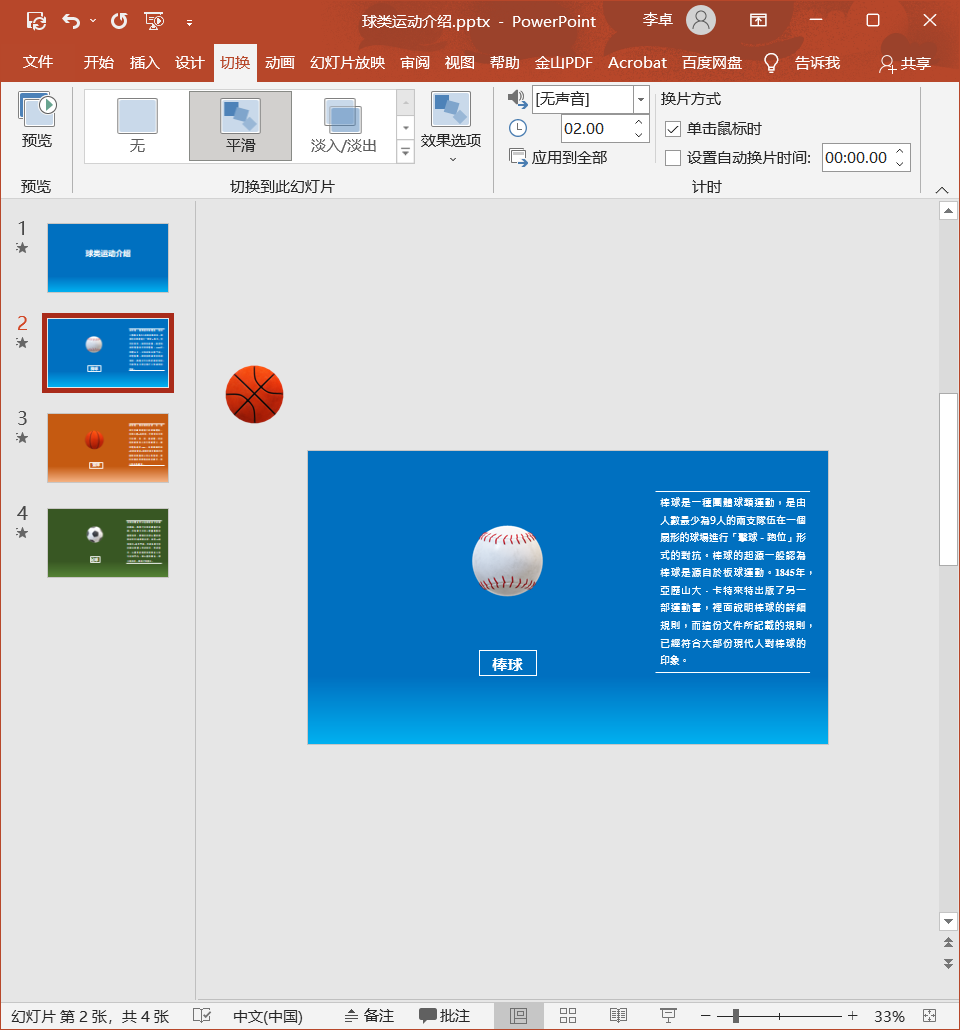 球类运动介绍.pptx - PowerPoint
李卓
文件 开始 插入 设计 切换 动画 幻灯片放映 审阅 视图 帮助 金山PDF Acrobat 百度网盘 告诉我 共享
预览
无
平滑
淡入/淡出
效果选项
[无声音]
02.00
应用到全部
换片方式
单击鼠标时
设置自动换片时间: 00:00.00
预览
切换到此幻灯片
计时
1
球类运动介绍
2
3
4
棒球是一種團體球類運動，是由
人數最少為9人的兩支隊伍在一個
扇形的球場進行「擊球－跑位」形
式的對抗。棒球的起源一般認為
棒球是源自於板球運動。1845年，
亞歷山大．卡特來特出版了另一
部運動書，裡面說明棒球的詳細
規則，而這份文件所記載的規則，
已經符合大部份現代人對棒球的
印象。
棒球
幻灯片 第 2 张，共 4 张
中文(中国)
备注
批注
33%